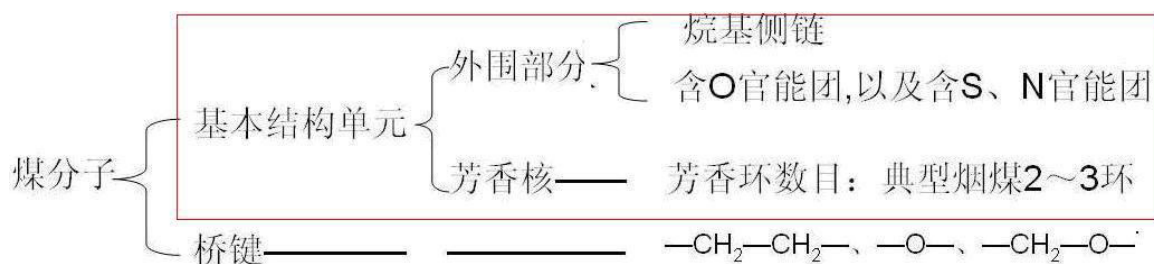 烷基侧链
外围部分
含O官能团,以及含S、N官能团
基本结构单元
煤分子
芳香核—— 芳香环数目：典型烟煤2～3环
桥键—— —— —CH₂—CH₂—、—O—、—CH₂—O—